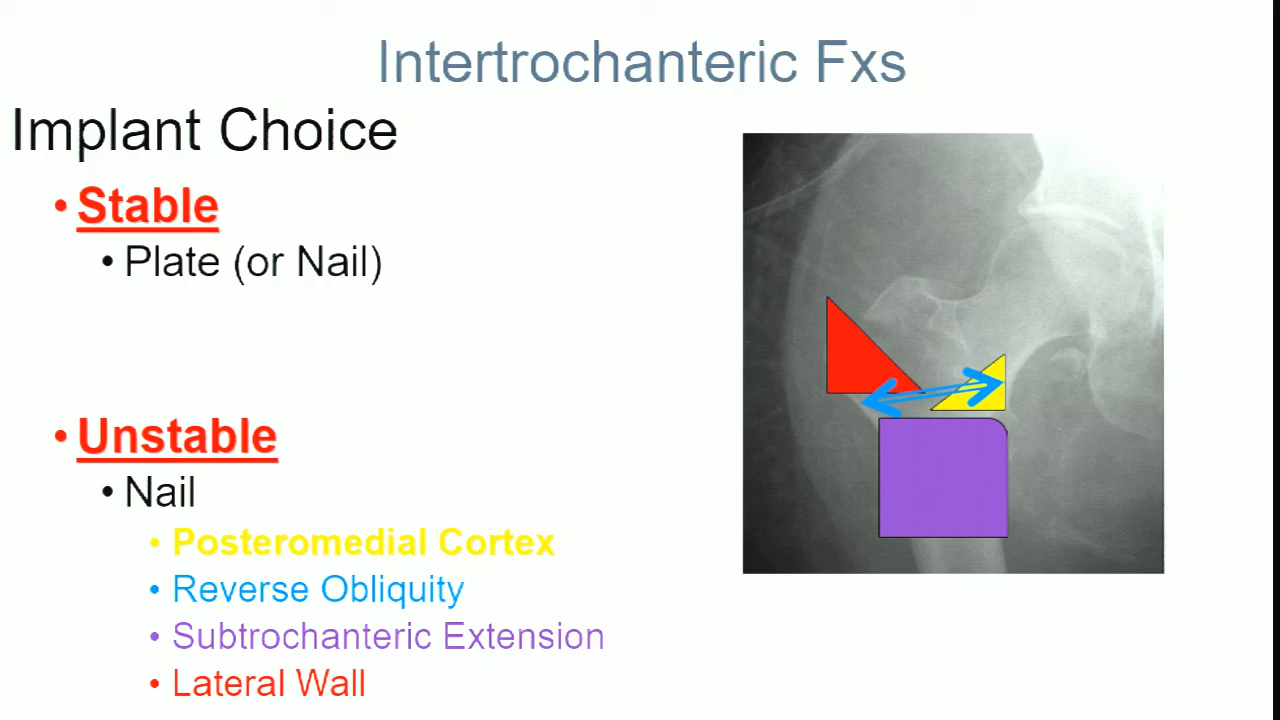 Intertrochanteric Fxs
Implant Choice
• Stable
• Plate (or Nail)
• Unstable
• Nail
• Posteromedial Cortex
• Reverse Obliquity
• Subtrochanteric Extension
• Lateral Wall